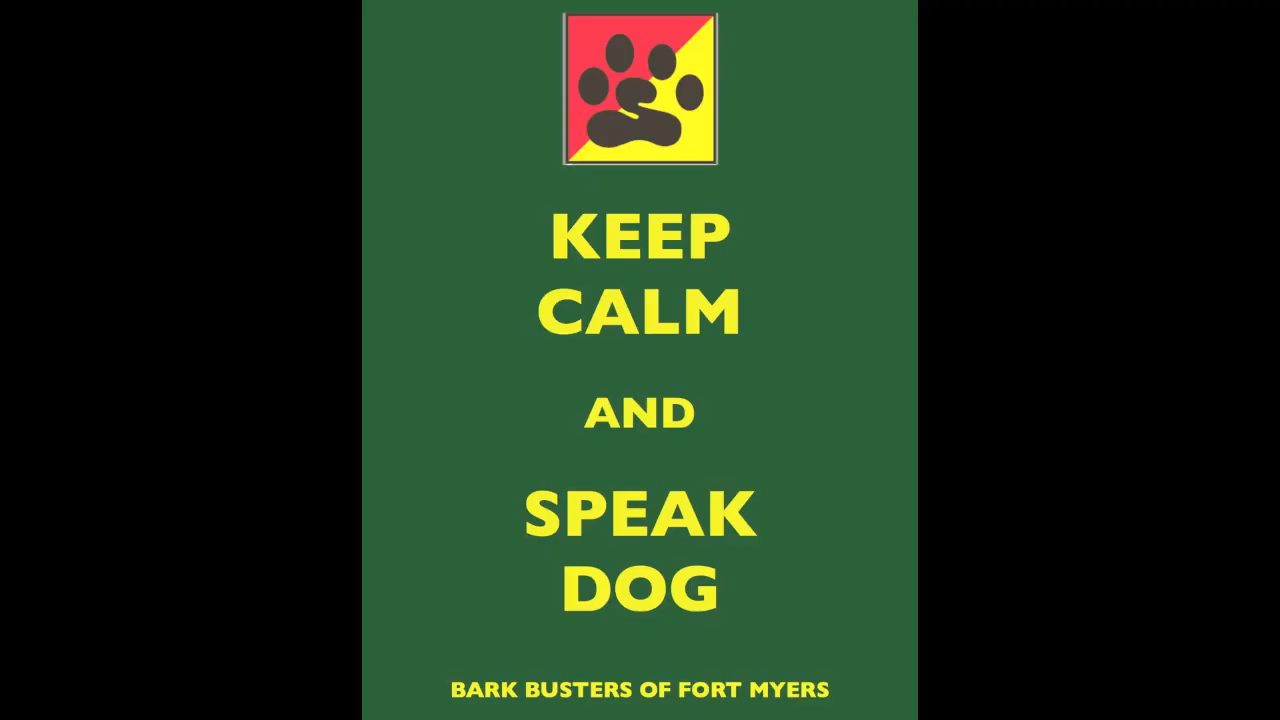 KEEP
CALM
AND
SPEAK
DOG
BARK BUSTERS OF FORT MYERS